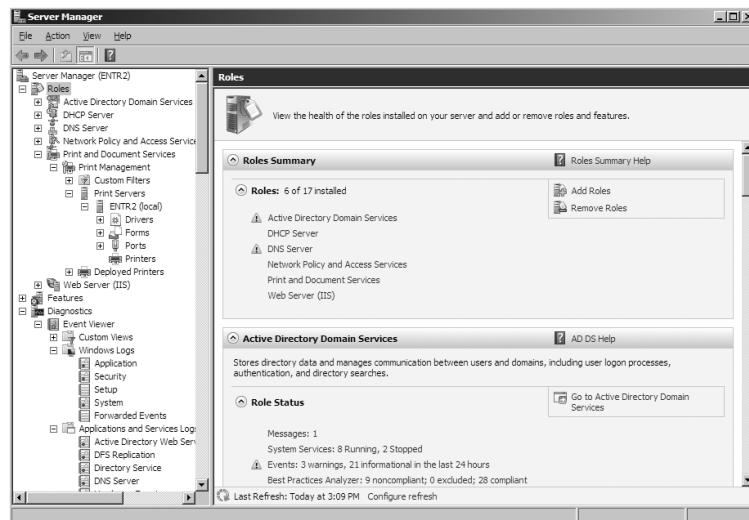 Server Manager
File Action View Help
Server Manager (ENTR2)
Roles
Active Directory Domain Services
DHCP Server
DNS Server
Network Policy and Access Service
Print and Document Services
Print Management
Custom Filters
Print Servers
ENTR2 (local)
Drivers
Forms
Ports
Printers
Deployed Printers
Web Server (IIS)
Features
Diagnostics
Event Viewer
Custom Views
Windows Logs
Application
Security
Setup
System
Forwarded Events
Applications and Services Log
Active Directory Web Ser
DFS Replication
Directory Service
DNS Server
Roles
View the health of the roles installed on your server and add or remove roles and features.
Roles Summary
Roles Summary Help
Roles: 6 of 17 installed
Add Roles
Remove Roles
Active Directory Domain Services
DHCP Server
DNS Server
Network Policy and Access Services
Print and Document Services
Web Server (IIS)
Active Directory Domain Services
AD DS Help
Stores directory data and manages communication between users and domains, including user logon processes,
authentication, and directory searches.
Role Status
Go to Active Directory Domain
Services
Messages: 1
System Services: 8 Running, 2 Stopped
Events: 3 warnings, 21 informational in the last 24 hours
Best Practices Analyzer: 9 noncompliant; 0 excluded; 28 compliant
Last Refresh: Today at 3:09 PM Configure refresh